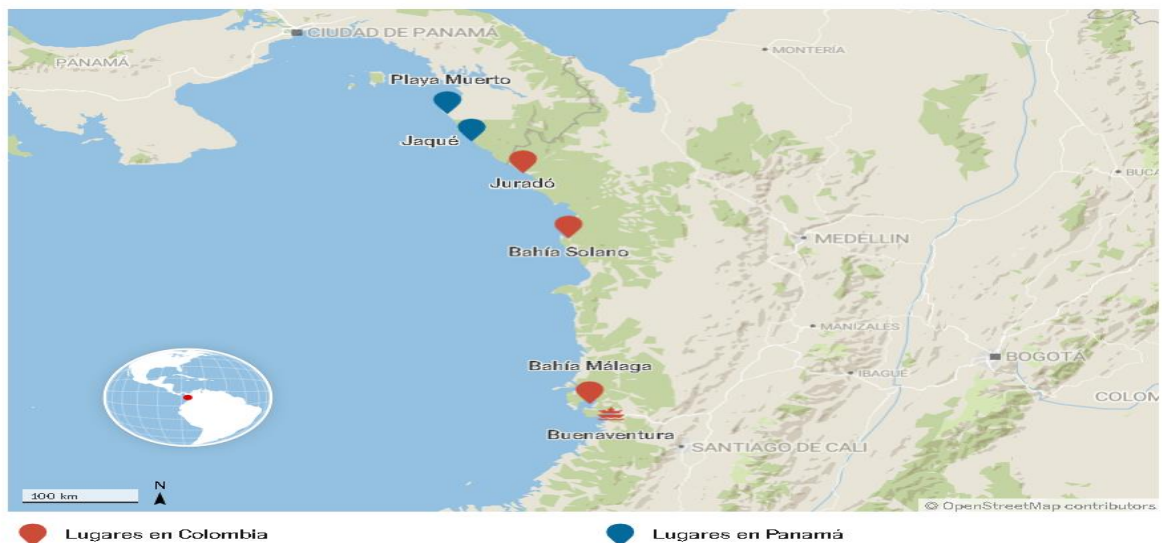 CIUDAD DE PANAMÁ
MONTERÍA
PANAMÁ
Playa Muerto
Jaqué
Juradó
BUCA
Bahía Solano
MEDELLIN
MANIZALES
BOGOTÁ
Bahía Málaga
IBAGUÉ
COLOM
Buenaventura
SANTIAGO DE CALI
N
100 km
© OpenStreetMap contributors
Lugares en Colombia
Lugares en Panamá